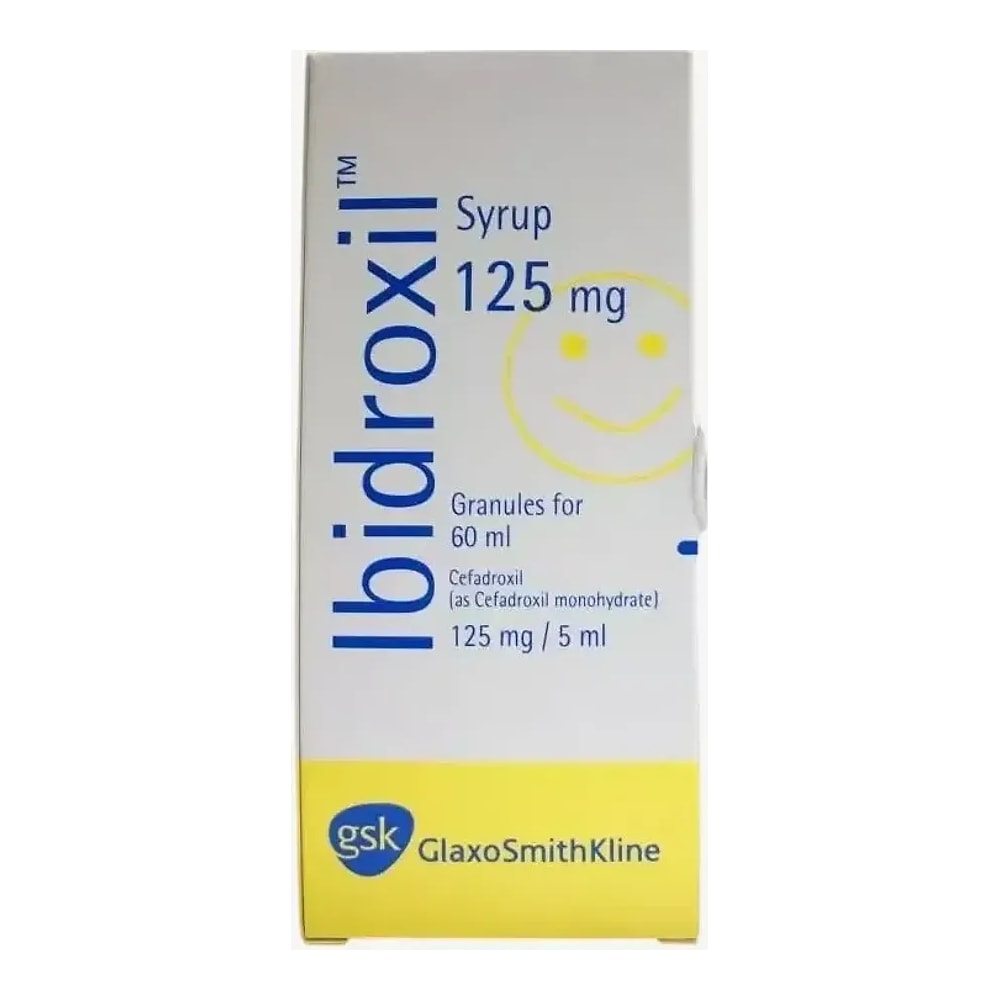 Ibidroxil™
Syrup
125 mg
Granules for
60 ml
Cefadroxil
(as Cefadroxil monohydrate)
125 mg / 5 ml
gsk
GlaxoSmithKline